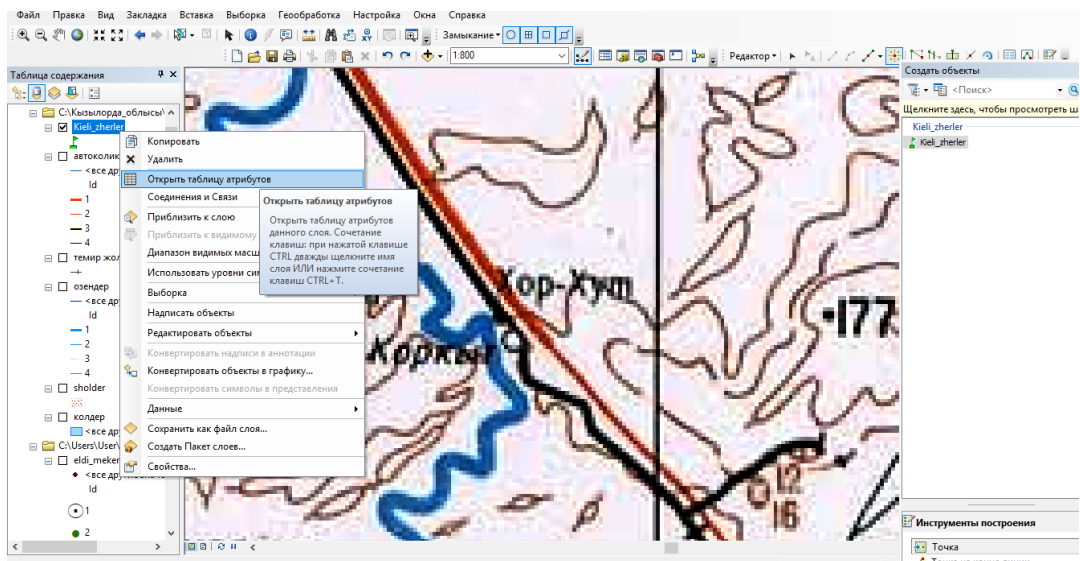 Файл Правка Вид Закладка Вставка Выборка Геообработка Настройка Окна Справка
Замыкание
1:800
Редактор
Таблица содержания
C:\Кызылорда_облысы\
Kieli_zherler
автоколик
<все др
Id
1
2
3
4
темир жол
озендер
<все др
Id
1
2
3
4
sholder
колдер
<все др
C:\Users\User\
eldi_meker
<все
Id
1
2
Копировать
Удалить
Открыть таблицу атрибутов
Соединения и Связи
Приблизить к слою
Приблизить к видимому
Диапазон видимых масш
Использовать уровни си
Выборка
Надписать объекты
Редактировать объекты
Конвертировать надписи в аннотации
Конвертировать объекты в графику...
Конвертировать символы в представления
Данные
Сохранить как файл слоя...
Создать Пакет слоев...
Свойства...
Открыть таблицу атрибутов
Открыть таблицу атрибутов
данного слоя. Сочетание
клавиш: при нажатой клавише
CTRL дважды щелкните имя
слоя ИЛИ нажмите сочетание
клавиш CTRL+T.
Хор-Хут
Коркыт
177
12
16
Создать объекты
<Поиск>
Щелкните здесь, чтобы просмотреть ш
Kieli_zherler
Kieli_zherler
Инструменты построения
Точка